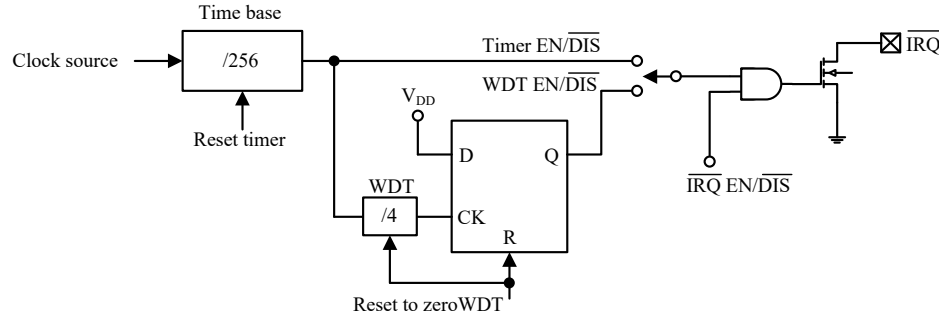 Time base
Clock source
/256
Reset timer
Timer EN/DIS
WDT EN/DIS
IRQ
IRQ EN/DIS
VDD
D
Q
WDT
/4
CK
R
Reset to zeroWDT